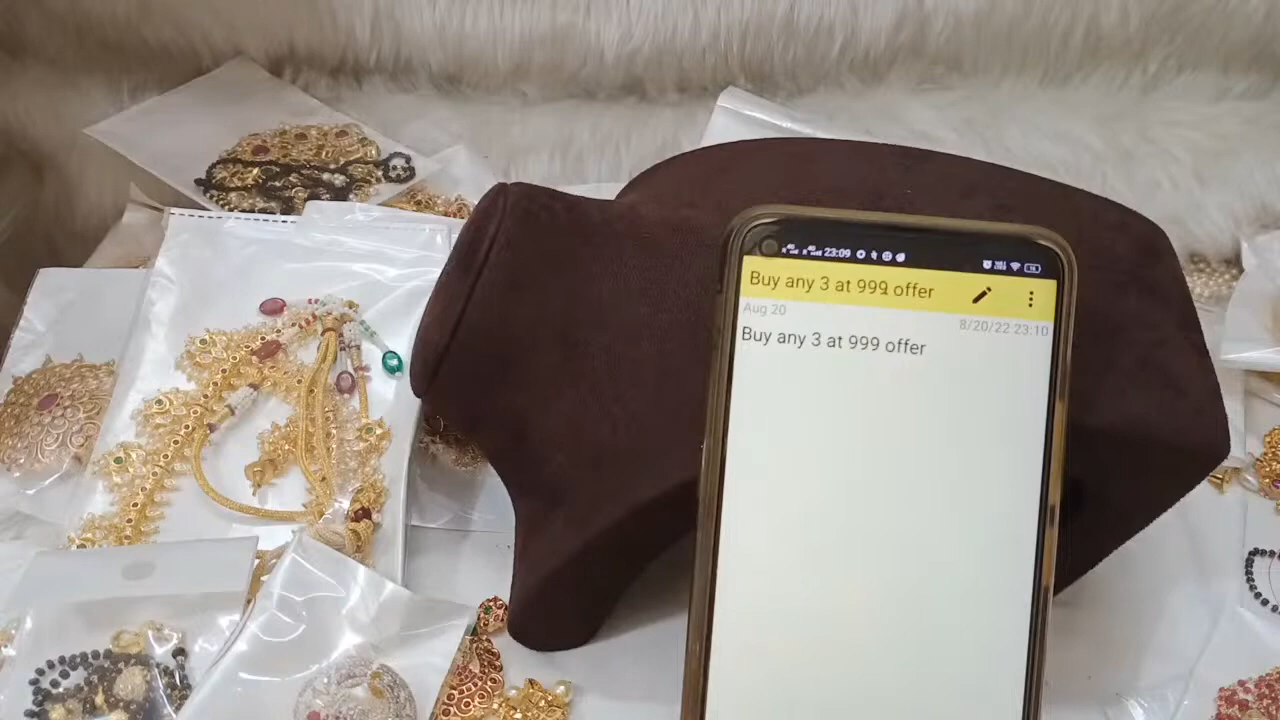 23:09
Buy any 3 at 999 offer
Aug 20
8/20/22 23:10
Buy any 3 at 999 offer